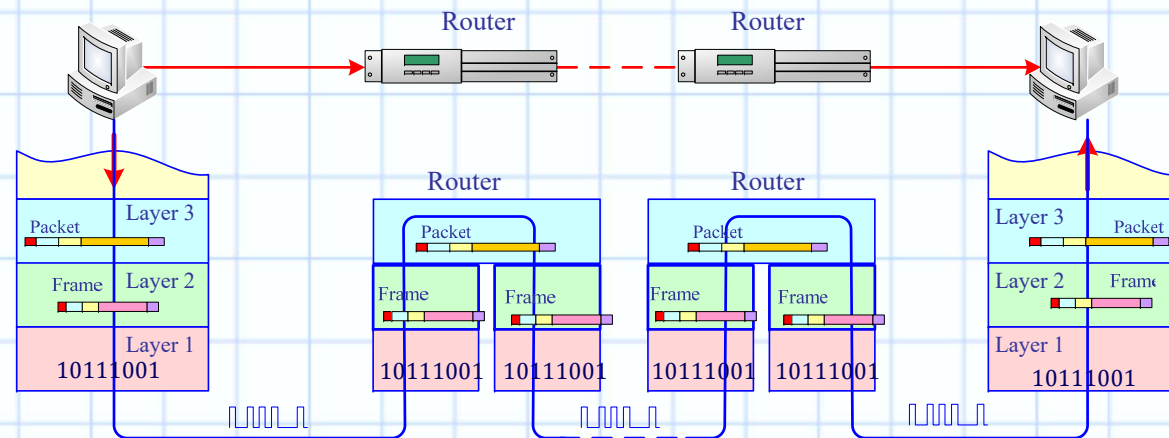 Router
Router
Router
Router
Layer 3
Packet
Layer 2
Frame
Layer 1
10111001
Packet
Frame
Frame
10111001
10111001
Packet
Frame
Frame
10111001
10111001
Layer 3
Packet
Layer 2
Frame
Layer 1
10111001